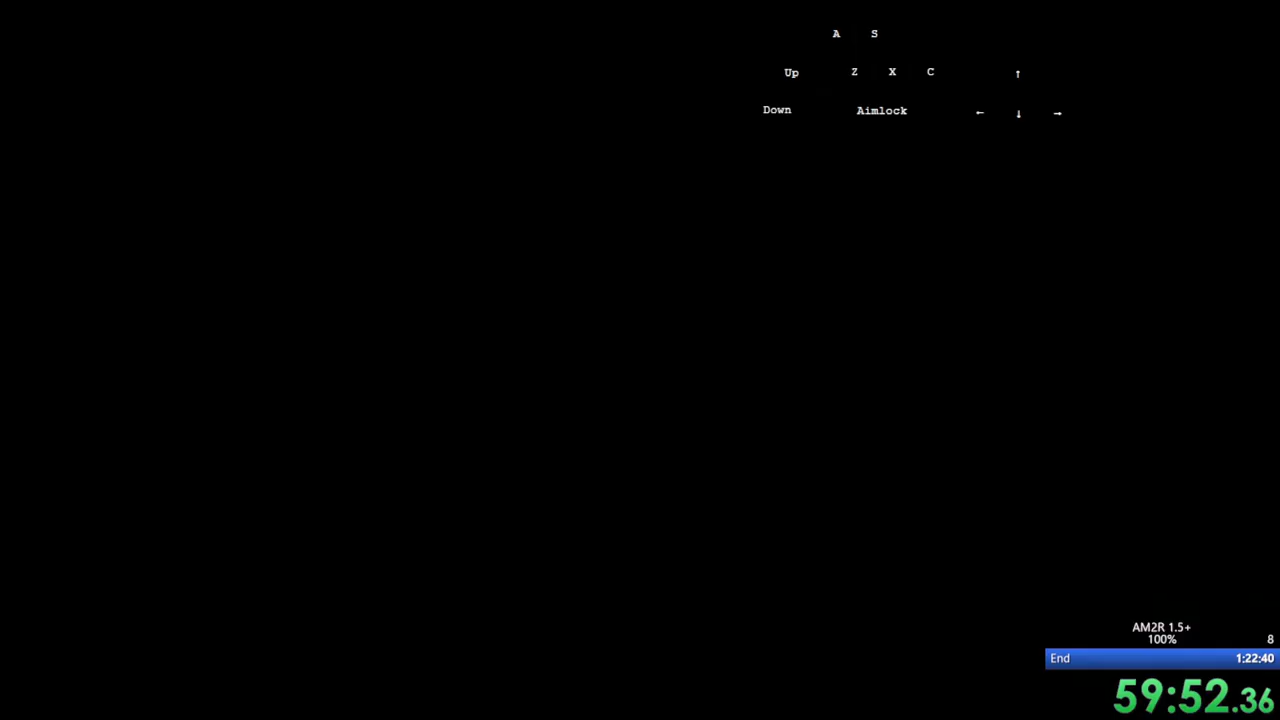 A S
Up Z X C ↑
Down Aimlock ← ↓ →
AM2R 1.5+
100% 8
End 1:22:40
59:52.36